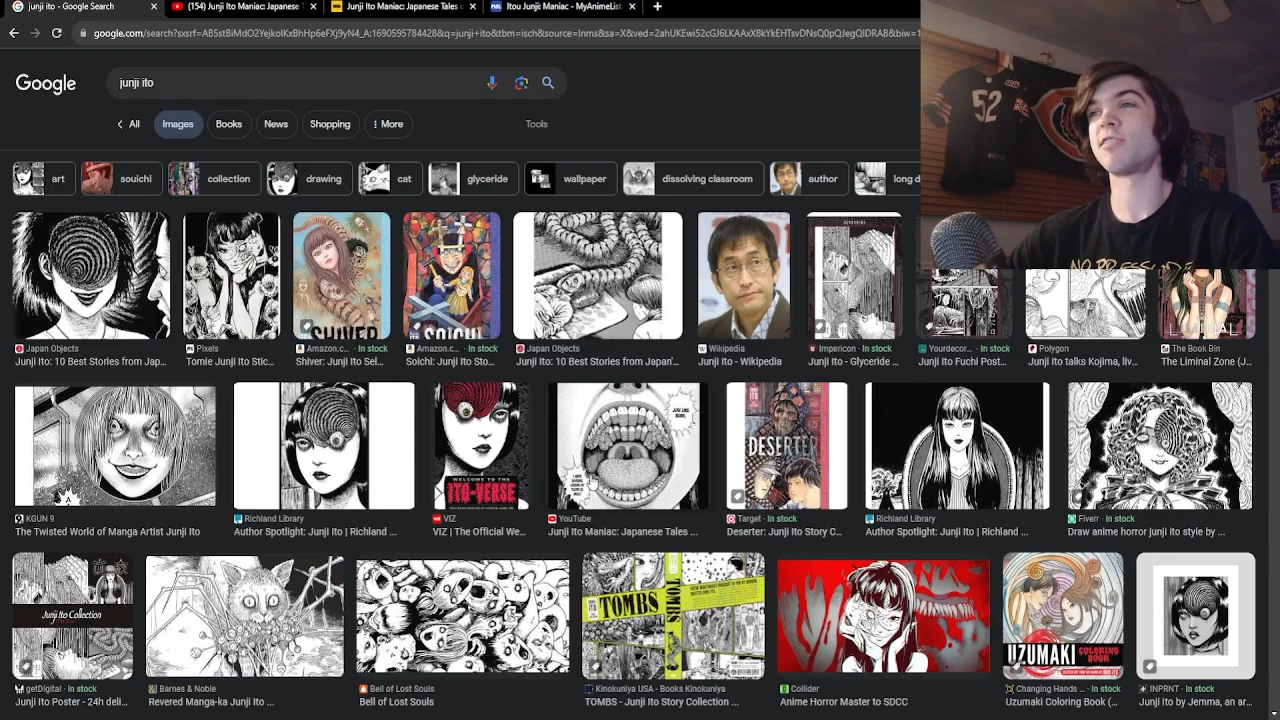 junji ito - Google Search
(154) Junji Ito Maniac: Japanese T
Junji Ito Maniac: Japanese Tales o
Itou Junji: Maniac - MyAnimeList
Google
junji ito
All
Images
Books
News
Shopping
More
Tools
art
souichi
collection
drawing
cat
glyceride
wallpaper
dissolving classroom
author
long d
52
NO PRESSURE
SHIVER
SOICHI
LIMINAL
Japan Objects
Pixels
Amazon.c... · In stock
Amazon.c... · In stock
Japan Objects
Wikipedia
Impericon · In stock
Yourdecor... · In stock
Polygon
The Book Bin
Junji Ito: 10 Best Stories from Jap...
Tomie Junji Ito Stic...
Shiver: Junji Ito Sel...
Soichi: Junji Ito Sto...
Junji Ito: 10 Best Stories from Japan'...
Junji Ito - Wikipedia
Junji Ito - Glyceride ...
Junji Ito Fuchi Post...
Junji Ito talks Kojima, liv...
The Liminal Zone (J...
WELCOME TO THE
ITO-VERSE
JUST LIKE MINE.
DESERTER
KGUN 9
Richland Library
VIZ
YouTube
Target · In stock
Richland Library
Fiverr · In stock
The Twisted World of Manga Artist Junji Ito
Author Spotlight: Junji Ito | Richland ...
VIZ | The Official We...
Junji Ito Maniac: Japanese Tales ...
Deserter: Junji Ito Story C...
Author Spotlight: Junji Ito | Richland ...
Draw anime horror junji ito style by ...
Junji Ito Collection
TOMBS
TOMBS
UZUMAKI
COLORING BOOK
getDigital · In stock
Barnes & Noble
Bell of Lost Souls
Kinokuniya USA - Books Kinokuniya
Collider
Changing Hands ... · In stock
INPRNT · In stock
Junji Ito Poster - 24h deli...
Revered Manga-ka Junji Ito ...
Bell of Lost Souls
TOMBS - Junji Ito Story Collection ...
Anime Horror Master to SDCC
Uzumaki Coloring Book (...
Junji ito by Jemma, an ar...